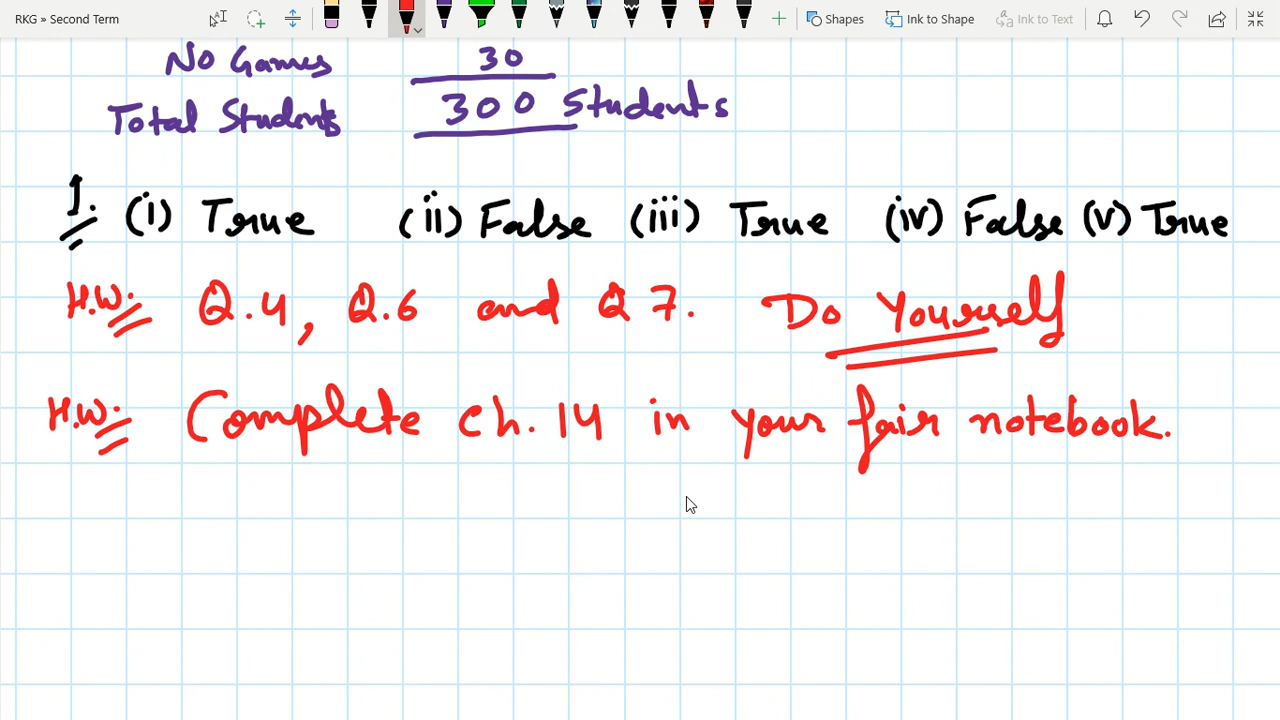 RKG » Second Term
Shapes
Ink to Shape
Ink to Text
No Games 30
Total Students 300 Students
I. (i) True (ii) False (iii) True (iv) False (v) True
H.W:- Q.4, Q.6 and Q 7. Do Yourself
H.W:- Complete Ch. 14 in your fair notebook.